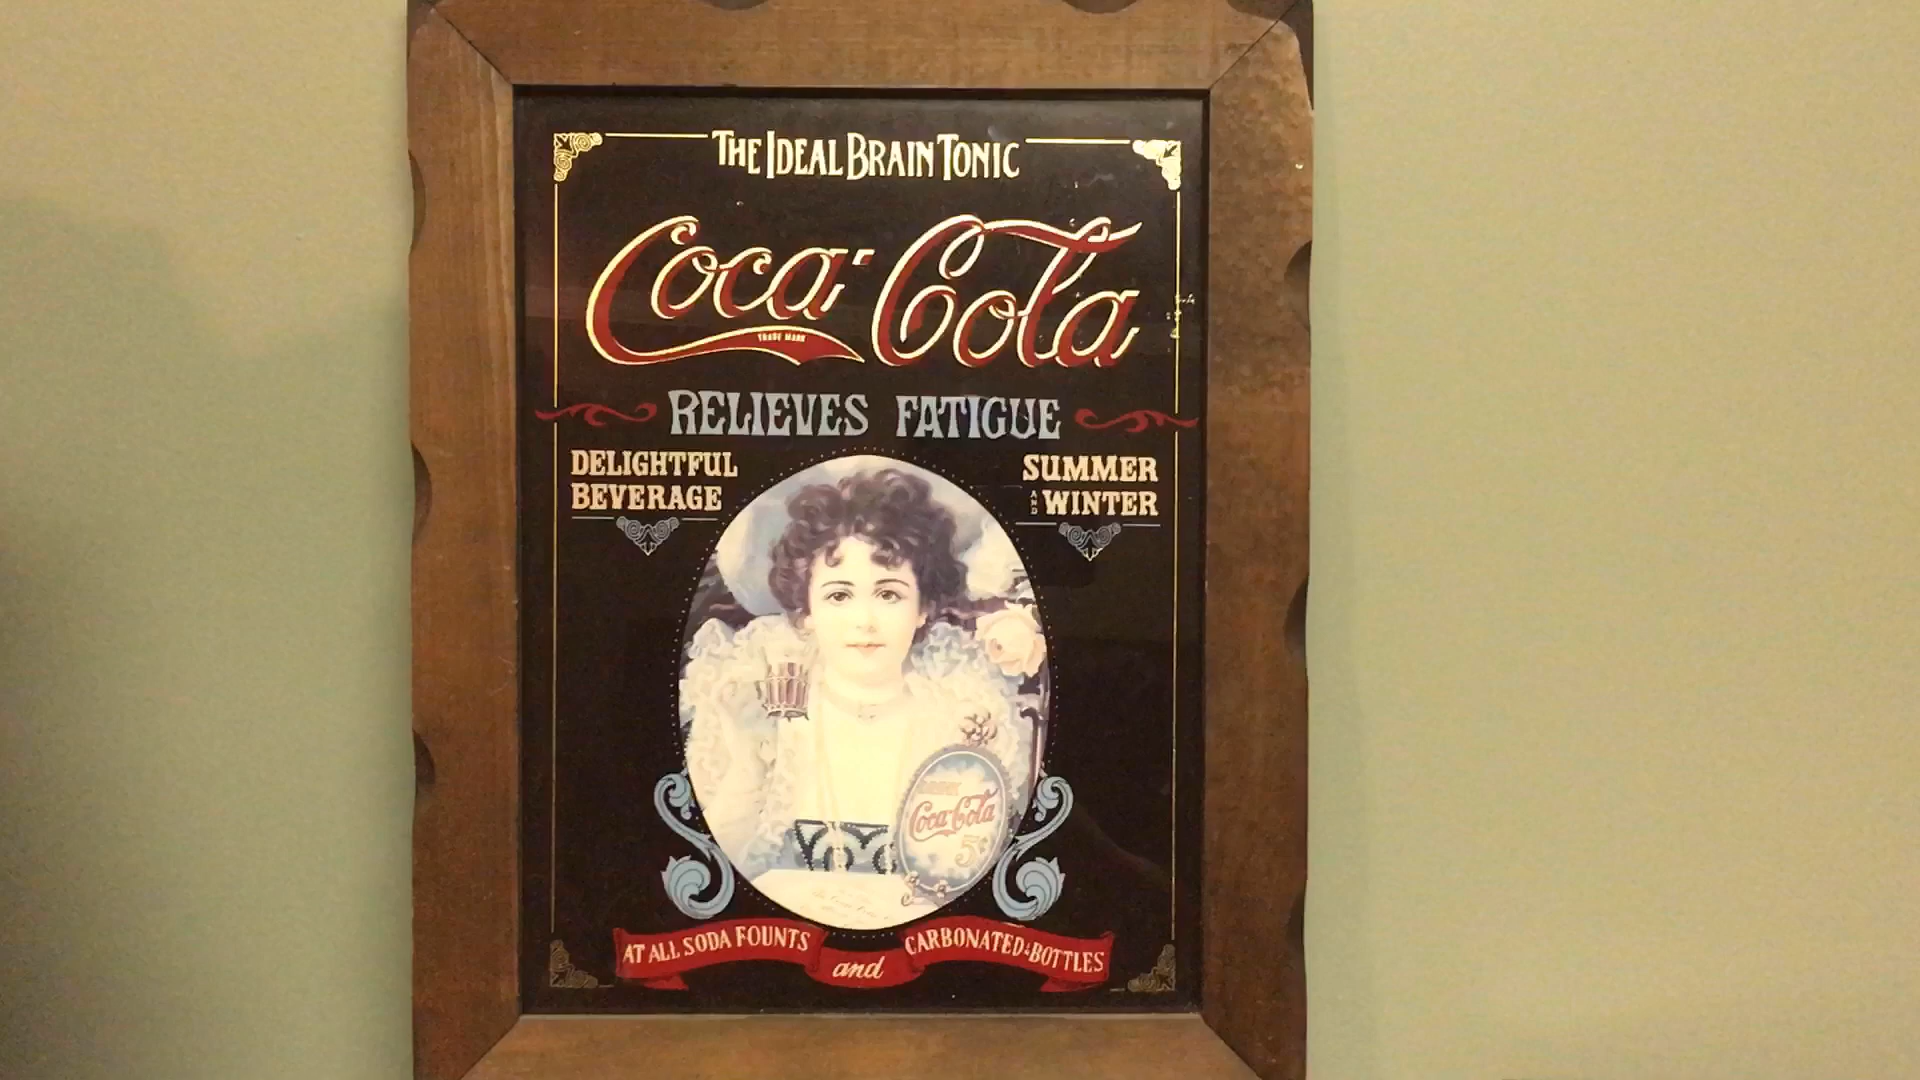 THE IDEAL BRAIN TONIC
Coca-Cola
TRADE MARK
RELIEVES FATIGUE
DELIGHTFUL
BEVERAGE
SUMMER
AND WINTER
DRINK
Coca-Cola
5¢
AT ALL SODA FOUNTS and CARBONATED IN BOTTLES